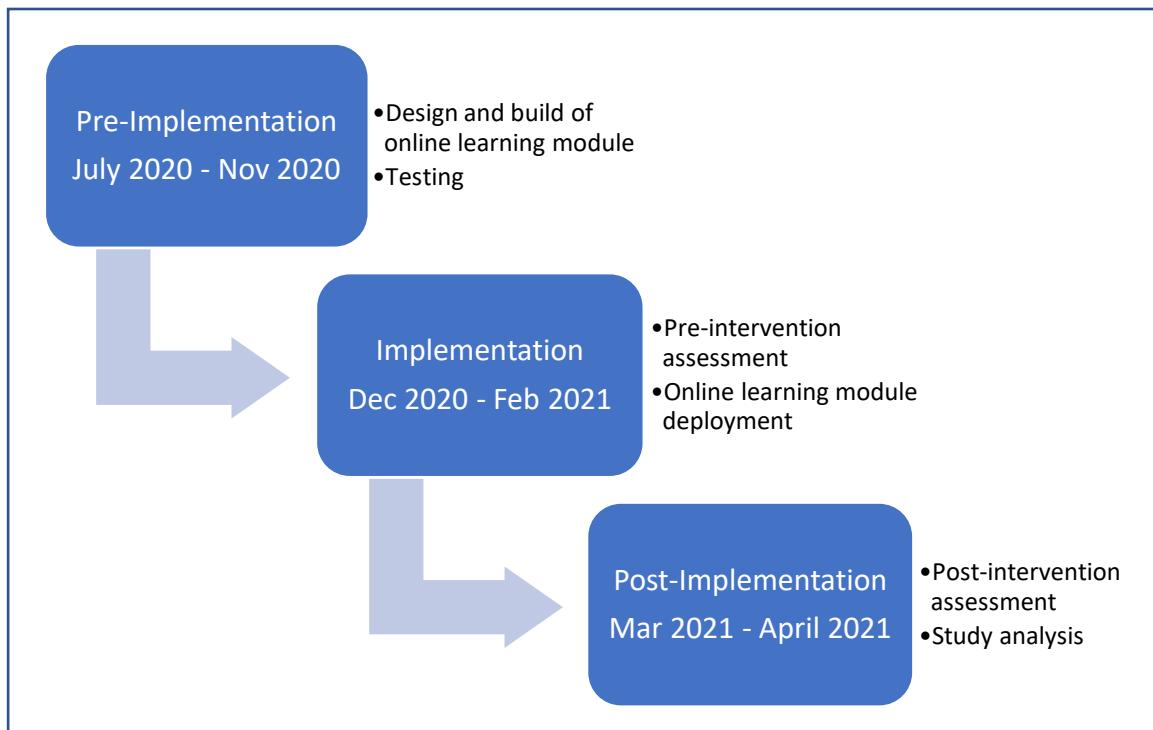 Pre-Implementation
July 2020 - Nov 2020
•Design and build of
online learning module
•Testing
Implementation
Dec 2020 - Feb 2021
•Pre-intervention
assessment
•Online learning module
deployment
Post-Implementation
Mar 2021 - April 2021
•Post-intervention
assessment
•Study analysis